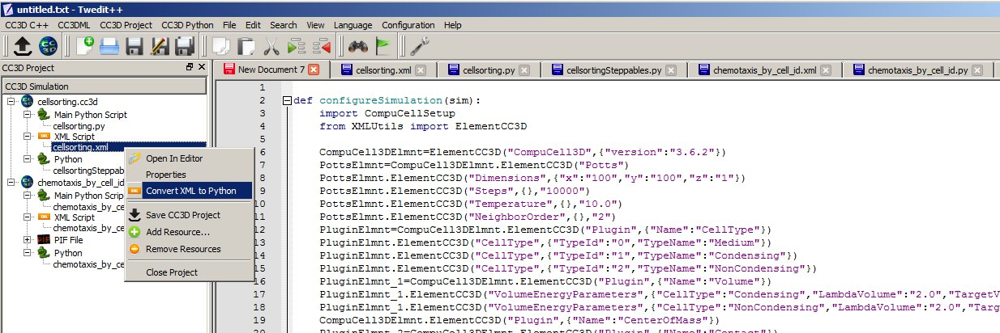 untitled.txt - Twedit++
CC3D C++ CC3DML CC3D Project CC3D Python File Edit Search View Language Configuration Help
CC3D Project
New Document 7 cellsorting.xml cellsorting.py cellsortingSteppables.py chemotaxis_by_cell_id.xml chemotaxis_by_cell_id.py
CC3D Simulation
cellsorting.cc3d
Main Python Script
cellsorting.py
XML Script
cellsorting.xml
Python
cellsortingSteppab
chemotaxis_by_cell_id
Main Python Scrip
chemotaxis_by_ce
XML Script
chemotaxis_by_ce
PIF File
Python
chemotaxis_by_cell
Open In Editor
Properties
Convert XML to Python
Save CC3D Project
Add Resource...
Remove Resources
Close Project
1
2 def configureSimulation(sim):
3 import CompuCellSetup
4 from XMLUtils import ElementCC3D
5
6 CompuCell3DElmnt=ElementCC3D("CompuCell3D",{"version":"3.6.2"})
7 PottsElmnt=CompuCell3DElmnt.ElementCC3D("Potts")
8 PottsElmnt.ElementCC3D("Dimensions",{"x":"100","y":"100","z":"1"})
9 PottsElmnt.ElementCC3D("Steps",{},"10000")
10 PottsElmnt.ElementCC3D("Temperature",{},"10.0")
11 PottsElmnt.ElementCC3D("NeighborOrder",{},"2")
12 PluginElmnt=CompuCell3DElmnt.ElementCC3D("Plugin",{"Name":"CellType"})
13 PluginElmnt.ElementCC3D("CellType",{"TypeId":"0","TypeName":"Medium"})
14 PluginElmnt.ElementCC3D("CellType",{"TypeId":"1","TypeName":"Condensing"})
15 PluginElmnt.ElementCC3D("CellType",{"TypeId":"2","TypeName":"NonCondensing"})
16 PluginElmnt_1=CompuCell3DElmnt.ElementCC3D("Plugin",{"Name":"Volume"})
17 PluginElmnt_1.ElementCC3D("VolumeEnergyParameters",{"CellType":"Condensing","LambdaVolume":"2.0","TargetV
18 PluginElmnt_1.ElementCC3D("VolumeEnergyParameters",{"CellType":"NonCondensing","LambdaVolume":"2.0","Targ
19 CompuCell3DElmnt.ElementCC3D("Plugin",{"Name":"CenterOfMass"})
20 PluginElmnt_2=CompuCell3DElmnt.ElementCC3D("Plugin",{"Name":"Contact"})